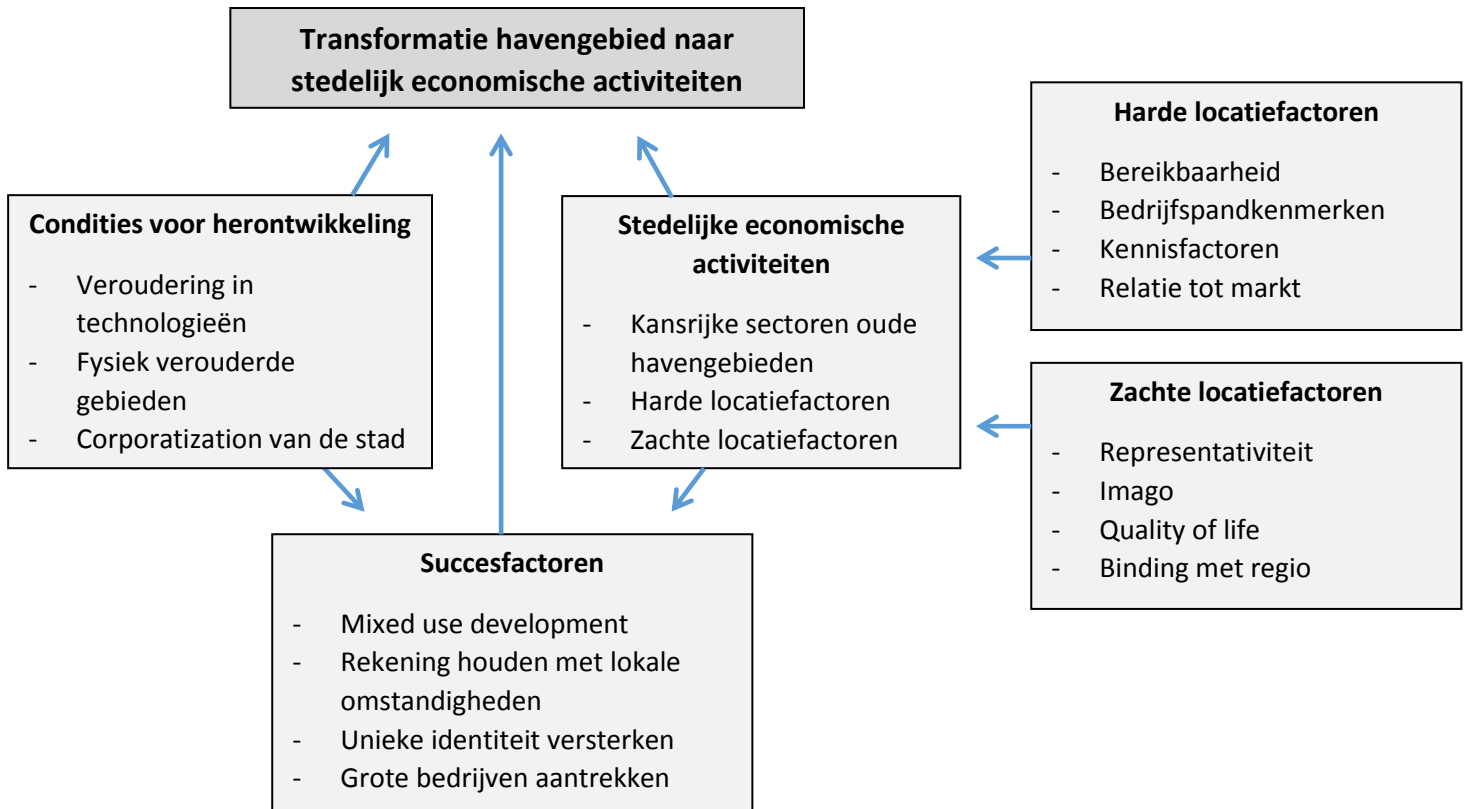 Transformatie havengebied naar
stedelijk economische activiteiten
Condities voor herontwikkeling
- Veroudering in
technologieën
- Fysiek verouderde
gebieden
- Corporatization van de stad
Stedelijke economische
activiteiten
- Kansrijke sectoren oude
havengebieden
- Harde locatiefactoren
- Zachte locatiefactoren
Harde locatiefactoren
- Bereikbaarheid
- Bedrijfspandkenmerken
- Kennisfactoren
- Relatie tot markt
Zachte locatiefactoren
- Representativiteit
- Imago
- Quality of life
- Binding met regio
Succesfactoren
- Mixed use development
- Rekening houden met lokale
omstandigheden
- Unieke identiteit versterken
- Grote bedrijven aantrekken